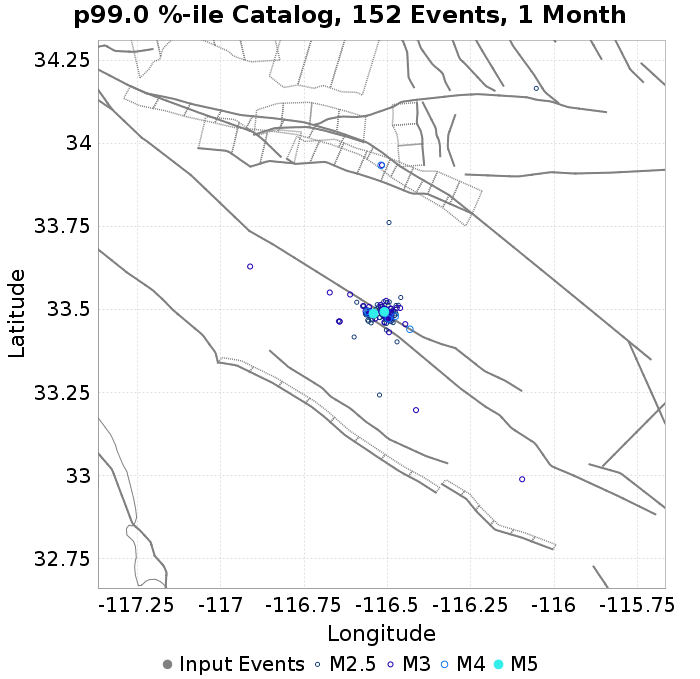 p99.0 %-ile Catalog, 152 Events, 1 Month
34.25
34
33.75
33.5
33.25
33
32.75
Latitude
-117.25 -117 -116.75 -116.5 -116.25 -116 -115.75
Longitude
Input Events M2.5 M3 M4 M5